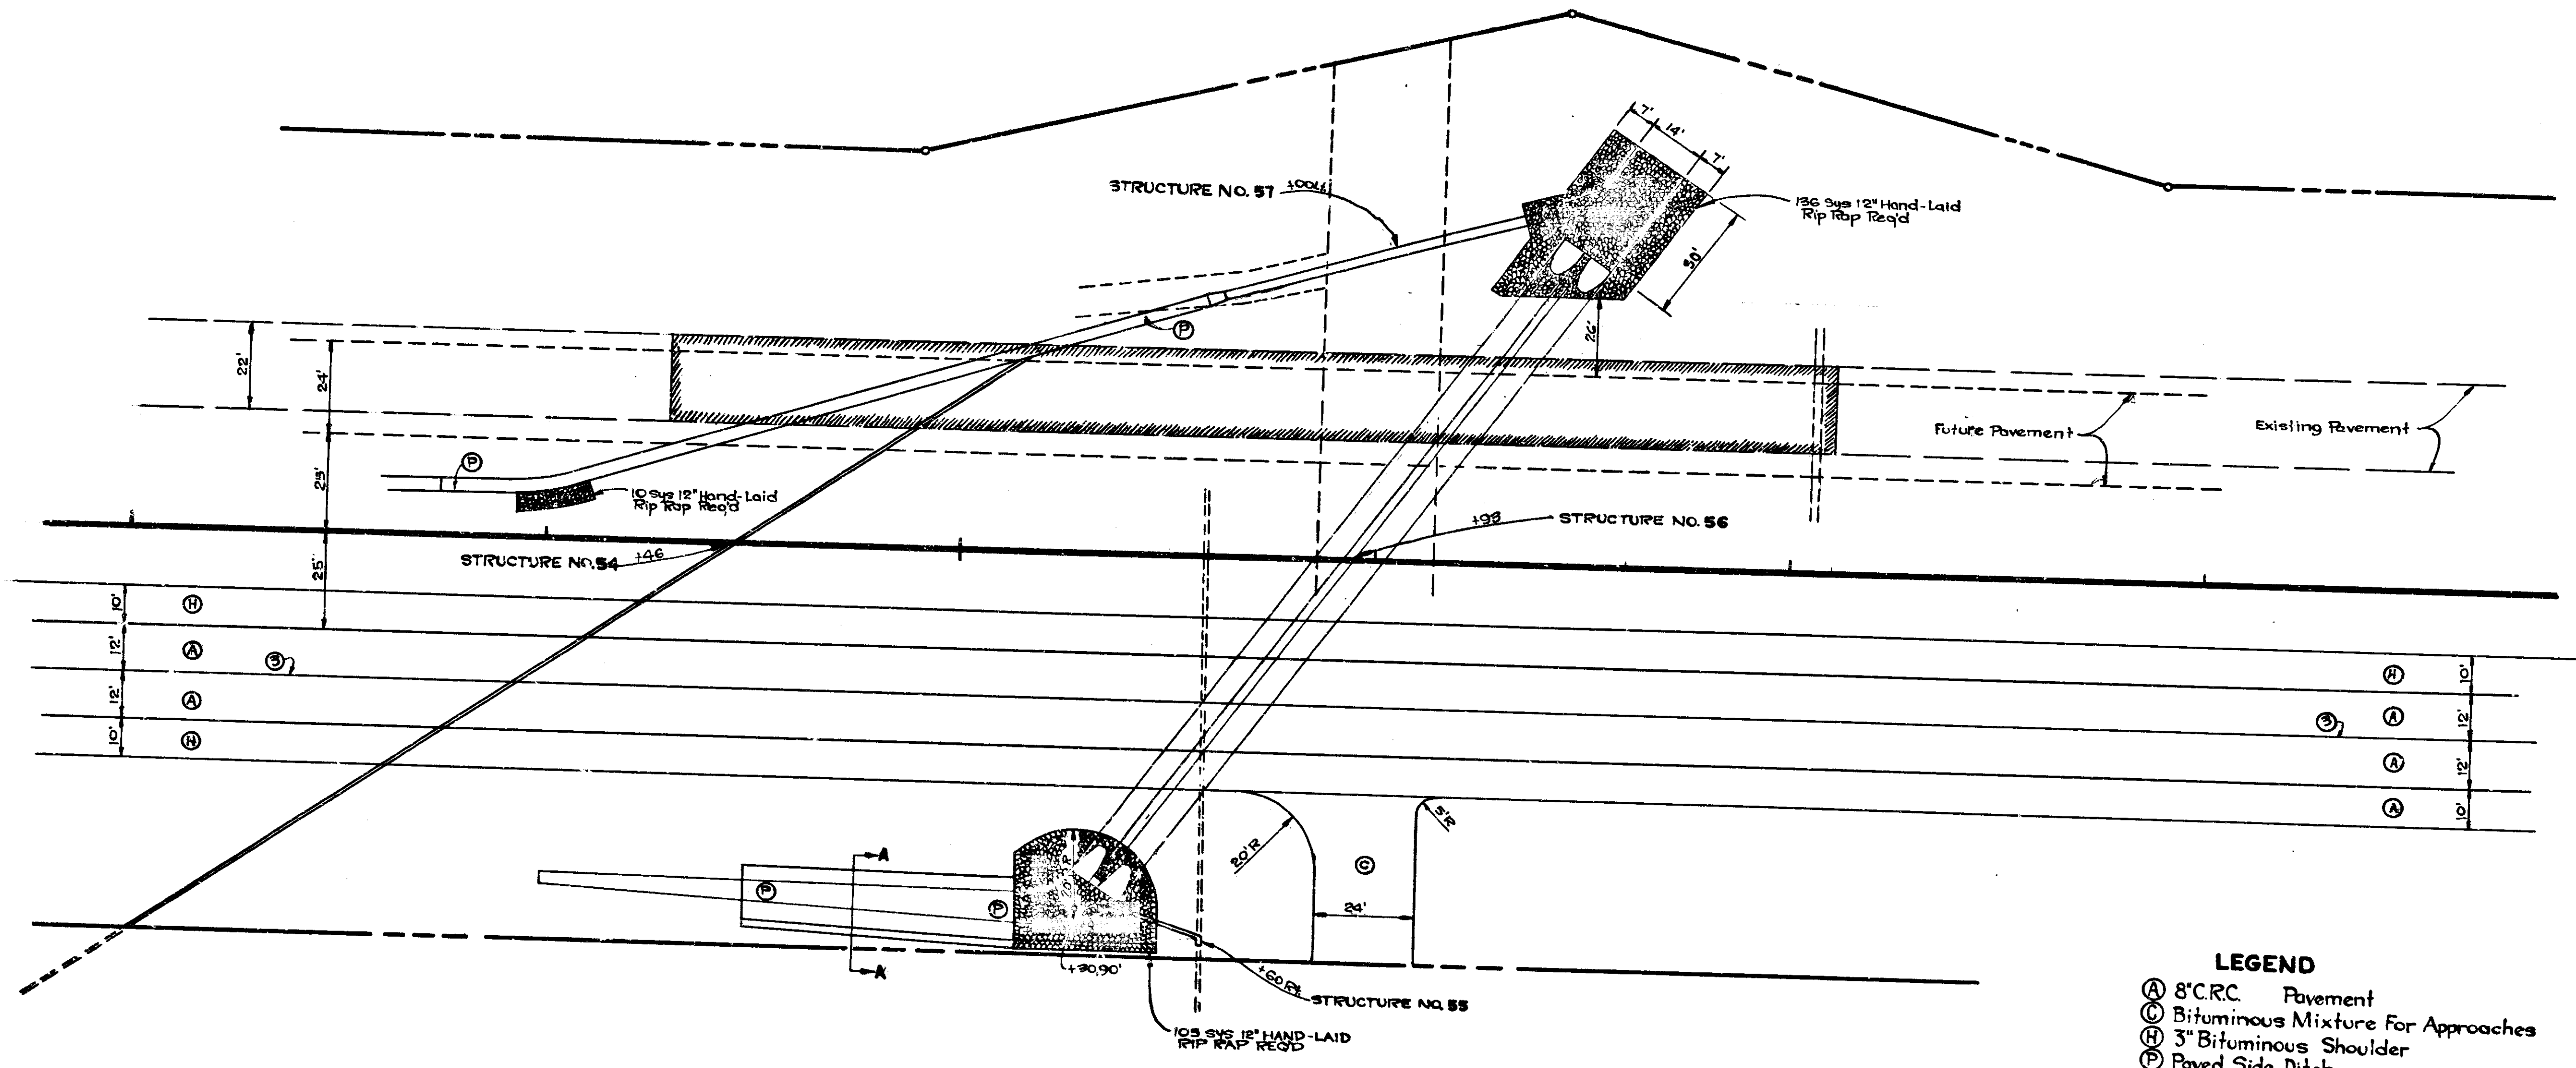 7'
14'
7'
STRUCTURE NO. 57
136 Sys 12" Hand-Laid
Rip Rap Req'd
30'
P
26'
22'
24'
Future Pavement
Existing Pavement
P
10 Sys 12" Hand-Laid
Rip Rap Req'd
25'
STRUCTURE NO. 54 +46
+98 STRUCTURE NO. 56
25'
10'
H
12'
A
3
12'
A
10'
H
H
10'
3
A
12'
A
12'
A
10'
5'R
20'R
C
24'
A
P
P
20'
R
A
+30,90'
+60 Rt.
STRUCTURE NO. 55
105 SYS 12" HAND-LAID
RIP RAP REQ'D
LEGEND
A 8" C.R.C. Pavement
C Bituminous Mixture For Approaches
H 3" Bituminous Shoulder
P Paved Side Ditch